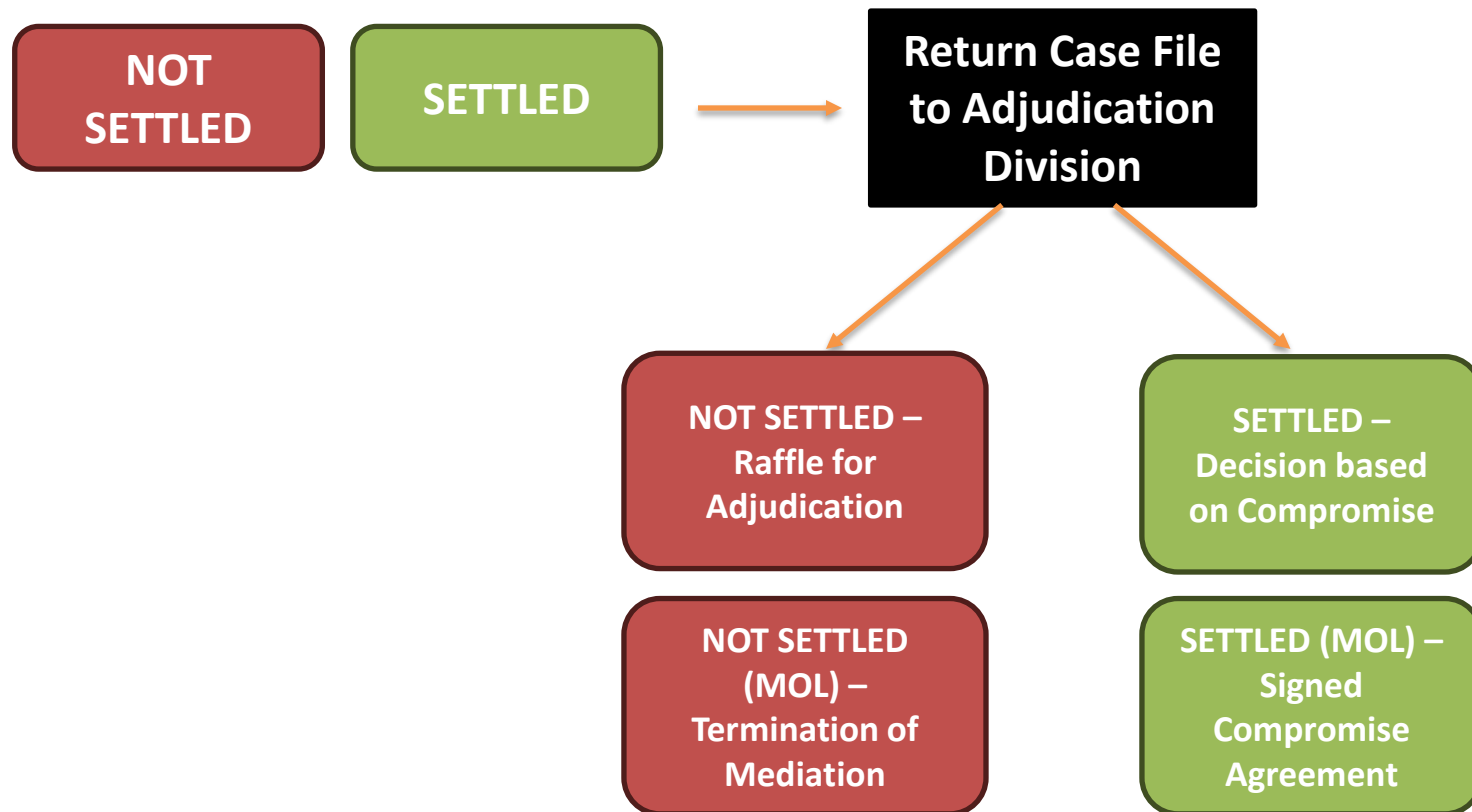 NOT
SETTLED
SETTLED
Return Case File
to Adjudication
Division
NOT SETTLED –
Raffle for
Adjudication
SETTLED –
Decision based
on Compromise
NOT SETTLED
(MOL) –
Termination of
Mediation
SETTLED (MOL) –
Signed
Compromise
Agreement